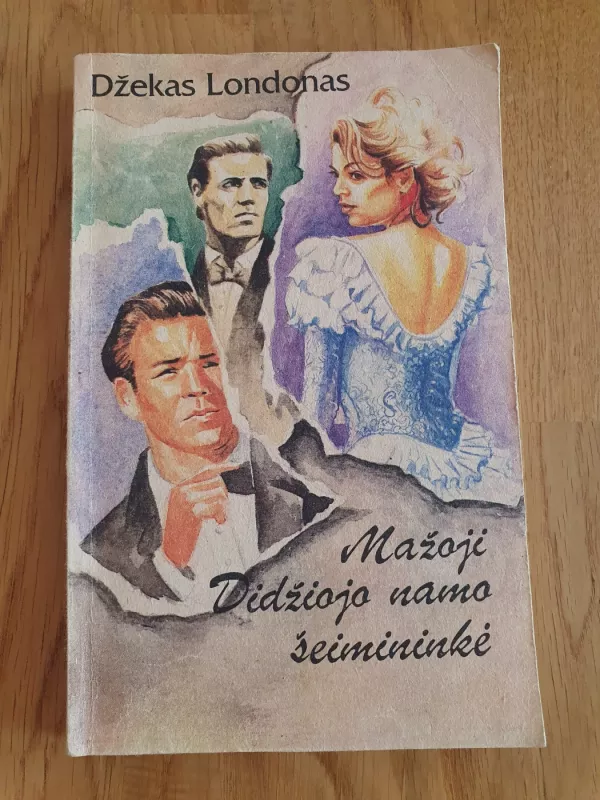 Džekas Londonas
Mažoji
Didžiojo namo
šeimininkė